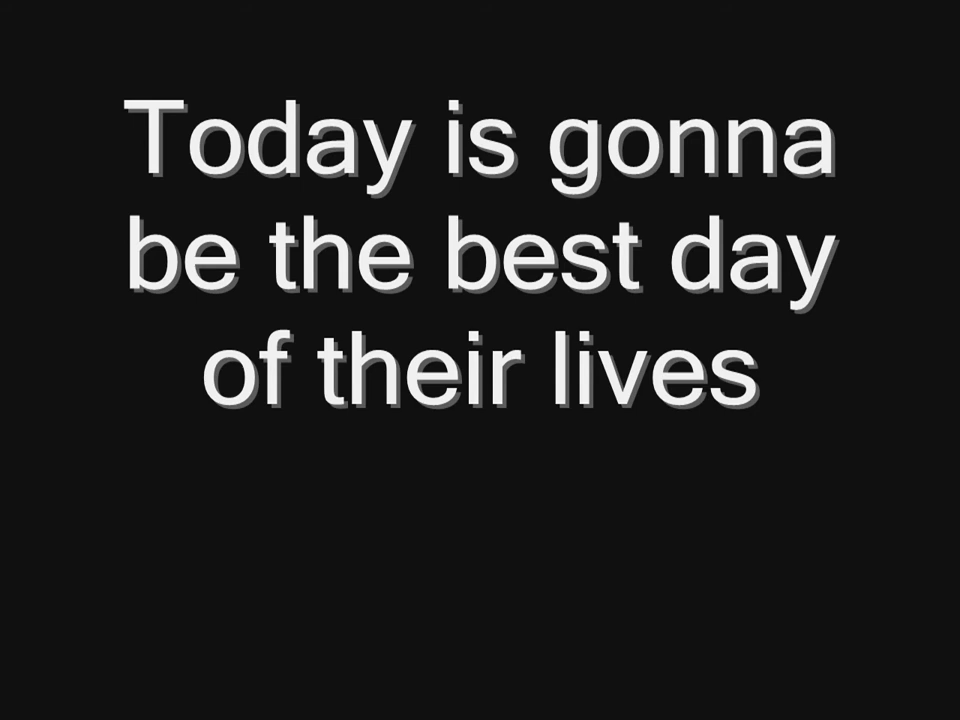 Today is gonna
be the best day
of their lives